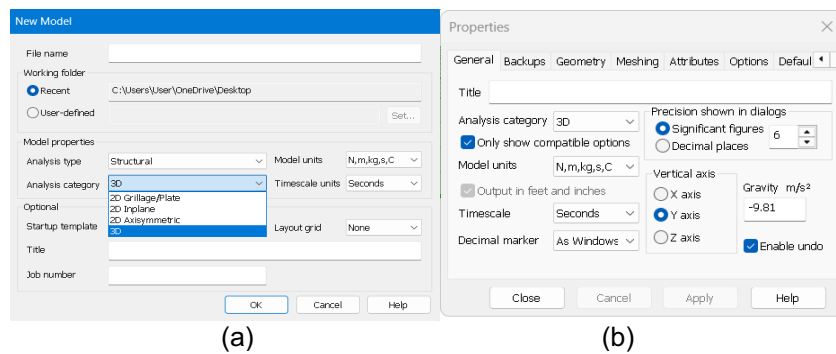 New Model
File name
Working folder
Recent
C:\Users\User\OneDrive\Desktop
User-defined
Set...
Model properties
Analysis type
Structural
Model units
N,m,kg,s,C
Analysis category
3D
Timescale units
Seconds
2D Grillage/Plate
2D Inplane
2D Axisymmetric
3D
Optional
Startup template
Layout grid
None
Title
Job number
OK
Cancel
Help
(a)
Properties
General
Backups
Geometry
Meshing
Attributes
Options
Defaul
Title
Analysis category
3D
Only show compatible options
Model units
N,m,kg,s,C
Output in feet and inches
Timescale
Seconds
Decimal marker
As Windows
Precision shown in dialogs
Significant figures
6
Decimal places
Vertical axis
X axis
Y axis
Z axis
Gravity m/s²
-9.81
Enable undo
Close
Cancel
Apply
Help
(b)